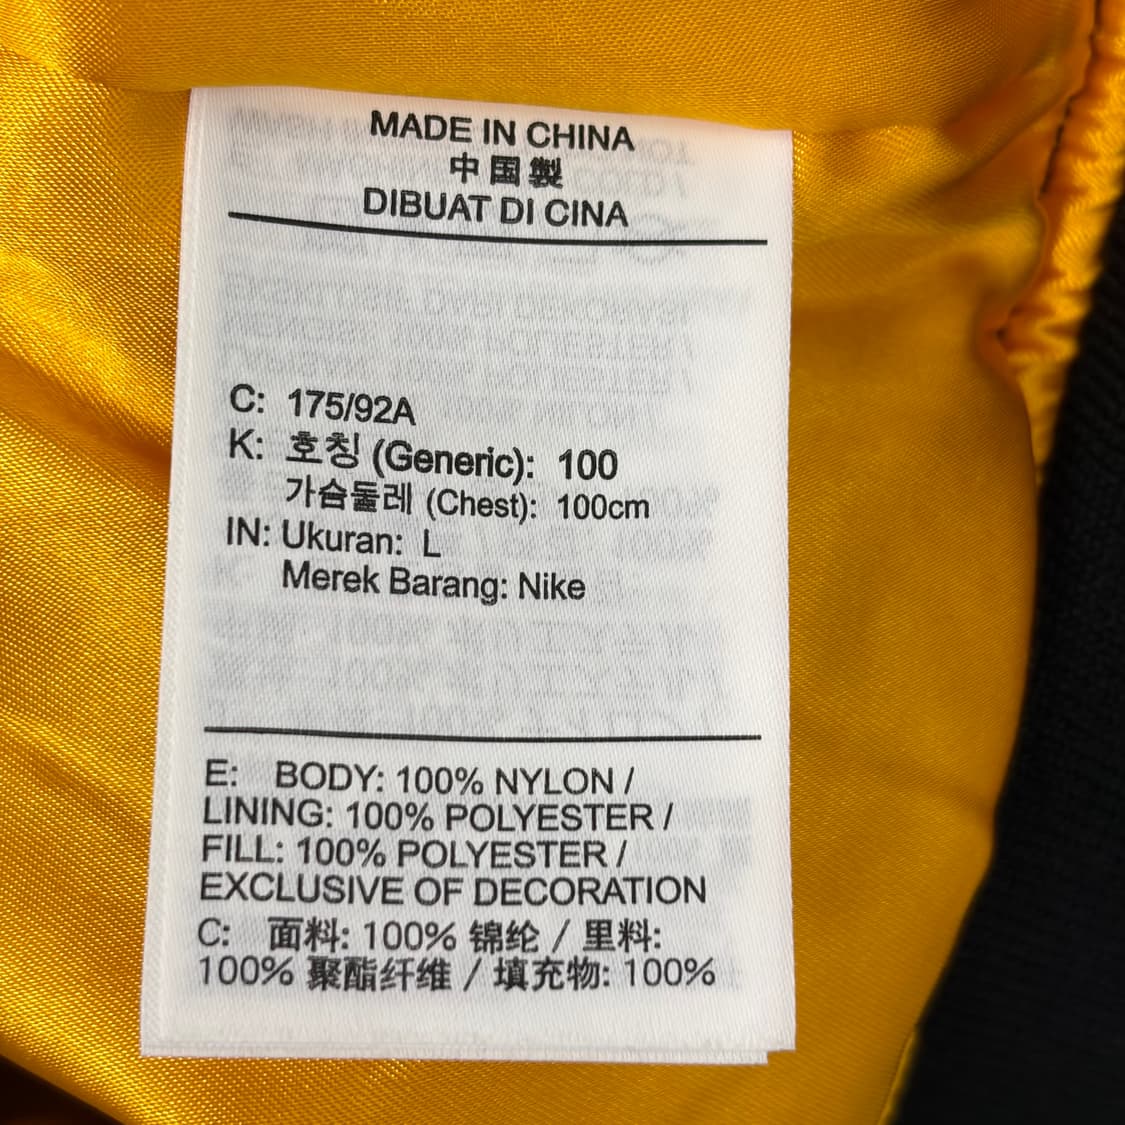 MADE IN CHINA
中国製
DIBUAT DI CINA
C: 175/92A
K: 호칭 (Generic): 100
가슴둘레 (Chest): 100cm
IN: Ukuran: L
Merek Barang: Nike
E: BODY: 100% NYLON /
LINING: 100% POLYESTER /
FILL: 100% POLYESTER /
EXCLUSIVE OF DECORATION
C: 面料: 100% 锦纶 / 里料:
100% 聚酯纤维 / 填充物: 100%